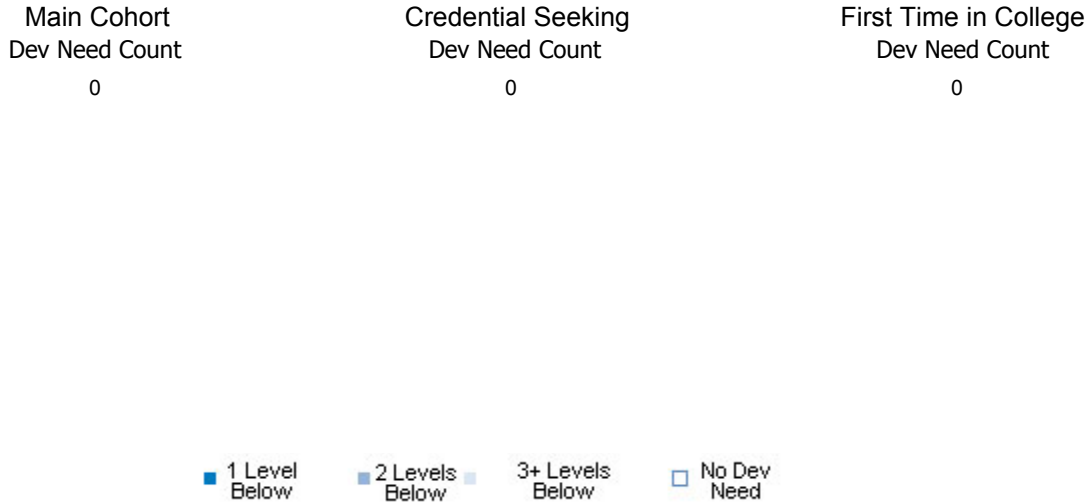 Main Cohort
Dev Need Count
0
Credential Seeking
Dev Need Count
0
First Time in College
Dev Need Count
0
1 Level
Below
2 Levels
Below
3+ Levels
Below
No Dev
Need